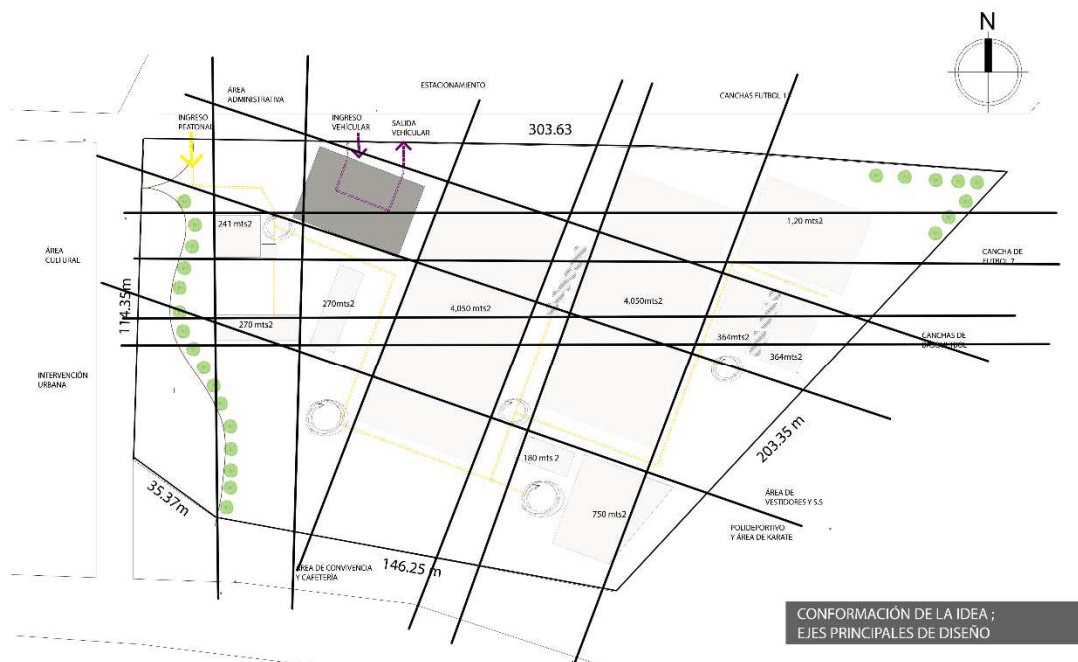 N
ÁREA
ADMINISTRATIVA
ESTACIONAMIENTO
CANCHAS FUTBOL 11
INGRESO
PEATONAL
INGRESO
VEHÍCULAR
SALIDA
VEHÍCULAR
303.63
241 mts2
1,20 mts2
ÁREA
CULTURAL
CANCHA DE
FUTBOL 7
114.35m
270mts2
4,050 mts2
4,050mts2
270 mts2
364mts2
364mts2
CANCHAS DE
INTERVENCIÓN
URBANA
203.35 m
180 mts 2
35.37m
750 mts2
ÁREA DE
VESTIDORES Y S.S
POLIDEPORTIVO
Y ÁREA DE KARATE
146.25 m
ÁREA DE CONVIVENCIA
Y CAFETERÍA
CONFORMACIÓN DE LA IDEA ;
EJES PRINCIPALES DE DISEÑO